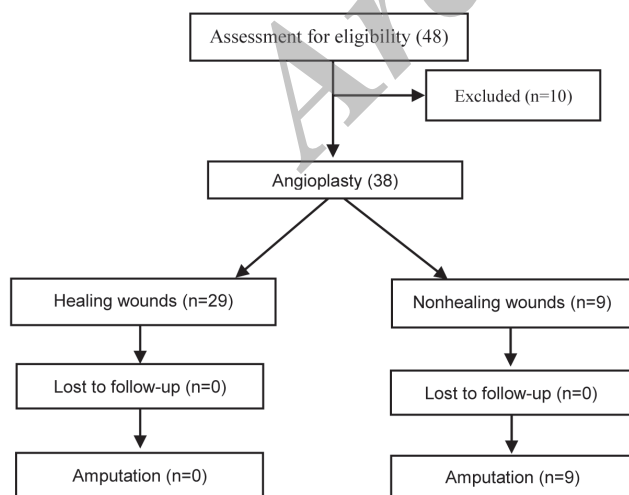 Assessment for eligibility (48)
Excluded (n=10)
Angioplasty (38)
Healing wounds (n=29)
Nonhealing wounds (n=9)
Lost to follow-up (n=0)
Lost to follow-up (n=0)
Amputation (n=0)
Amputation (n=9)